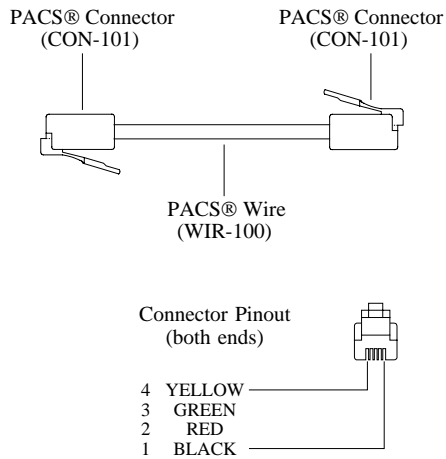 PACS® Connector
(CON-101)
PACS® Connector
(CON-101)
PACS® Wire
(WIR-100)
Connector Pinout
(both ends)
4 YELLOW
3 GREEN
2 RED
1 BLACK